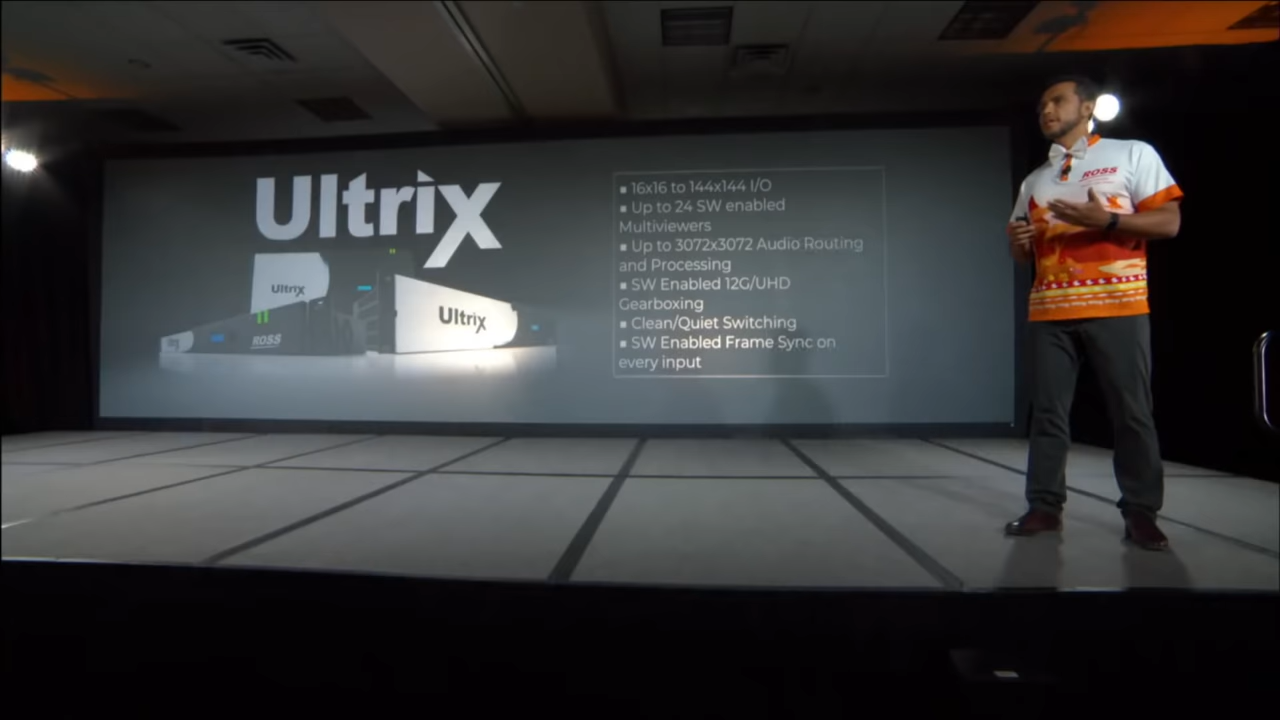 Ultrix
Ultrix
Ultrix
ROSS
▪ 16x16 to 144x144 I/O
▪ Up to 24 SW enabled
Multiviewers
▪ Up to 3072x3072 Audio Routing
and Processing
▪ SW Enabled 12G/UHD
Gearboxing
▪ Clean/Quiet Switching
▪ SW Enabled Frame Sync on
every input
ROSS